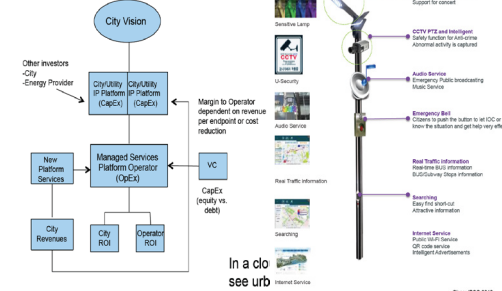 City Vision
Other investors
-City
-Energy Provider
City/Utility
IP Platform
(CapEx)
City/Utility
IP Platform
(CapEx)
Margin to Operator
dependent on revenue
per endpoint or cost
reduction
New
Platform
Services
Managed Services
Platform Operator
(OpEx)
VC
CapEx
(equity vs.
debt)
City
Revenues
City
ROI
Operator
ROI
In a clo
see urb
Sensitive Lamp
CCTV
U-Security
Audio Service
Real Traffic Information
Searching
Internet Service
Support for concert
CCTV PTZ and Intelligent
Safety function for Anti-crime
Abnormal activity is captured
Audio Service
Emergency Public broadcasting
Music Service
Emergency Bell
Citizens to push the button to let IOC or
know the situation and get help very effe
Real Traffic Information
Real-time BUS Information
BUS/Subway Stops Information
Searching
Easy find short-cut
Attractive Information
Internet Service
Public Wi-Fi Service
QR code service
Intelligent Advertisements